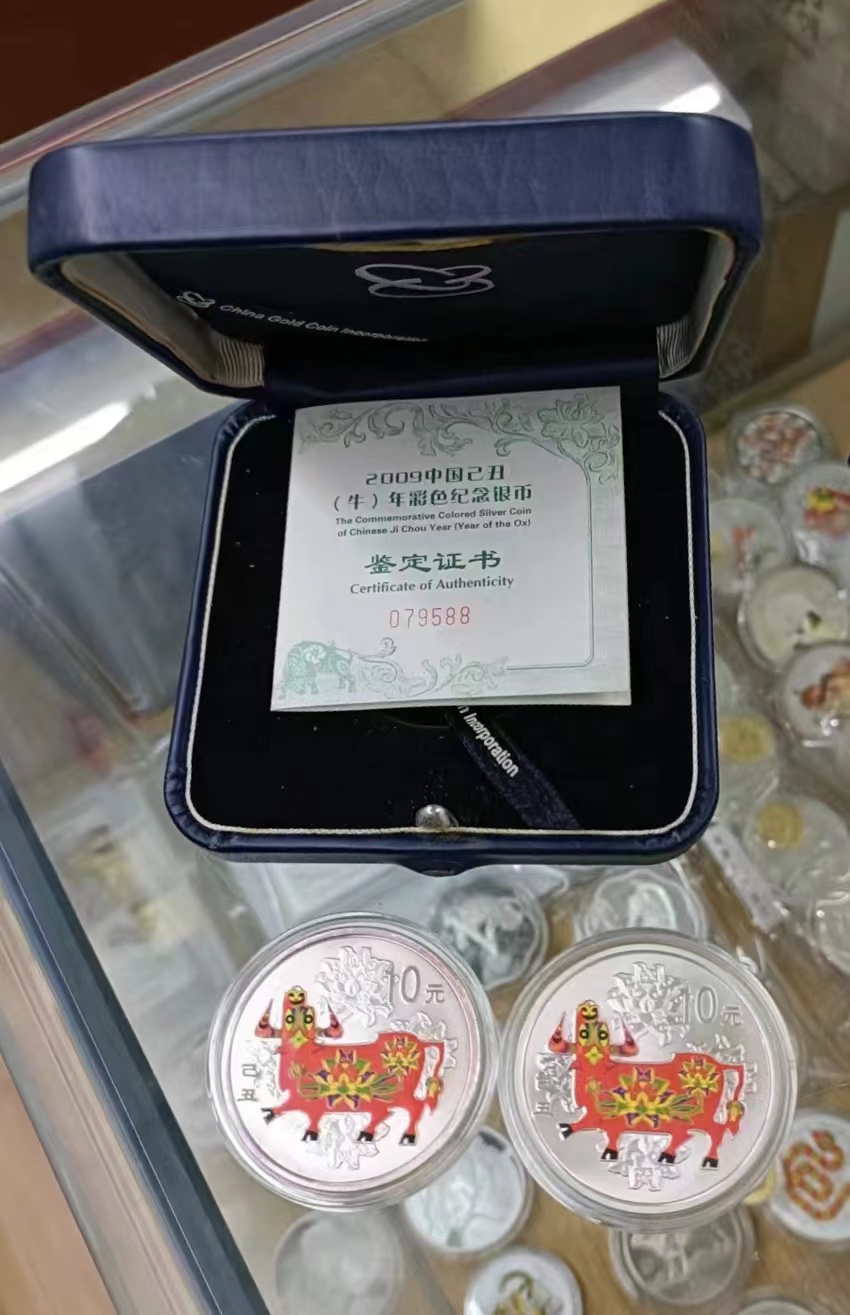 China Gold Coin Incorporation
2009中国己丑
（牛）年彩色纪念银币
The Commemorative Colored Silver Coin
of Chinese Ji Chou Year (Year of the Ox)
鉴定证书
Certificate of Authenticity
079588
n Incorporation
10元
己丑
10元
己丑